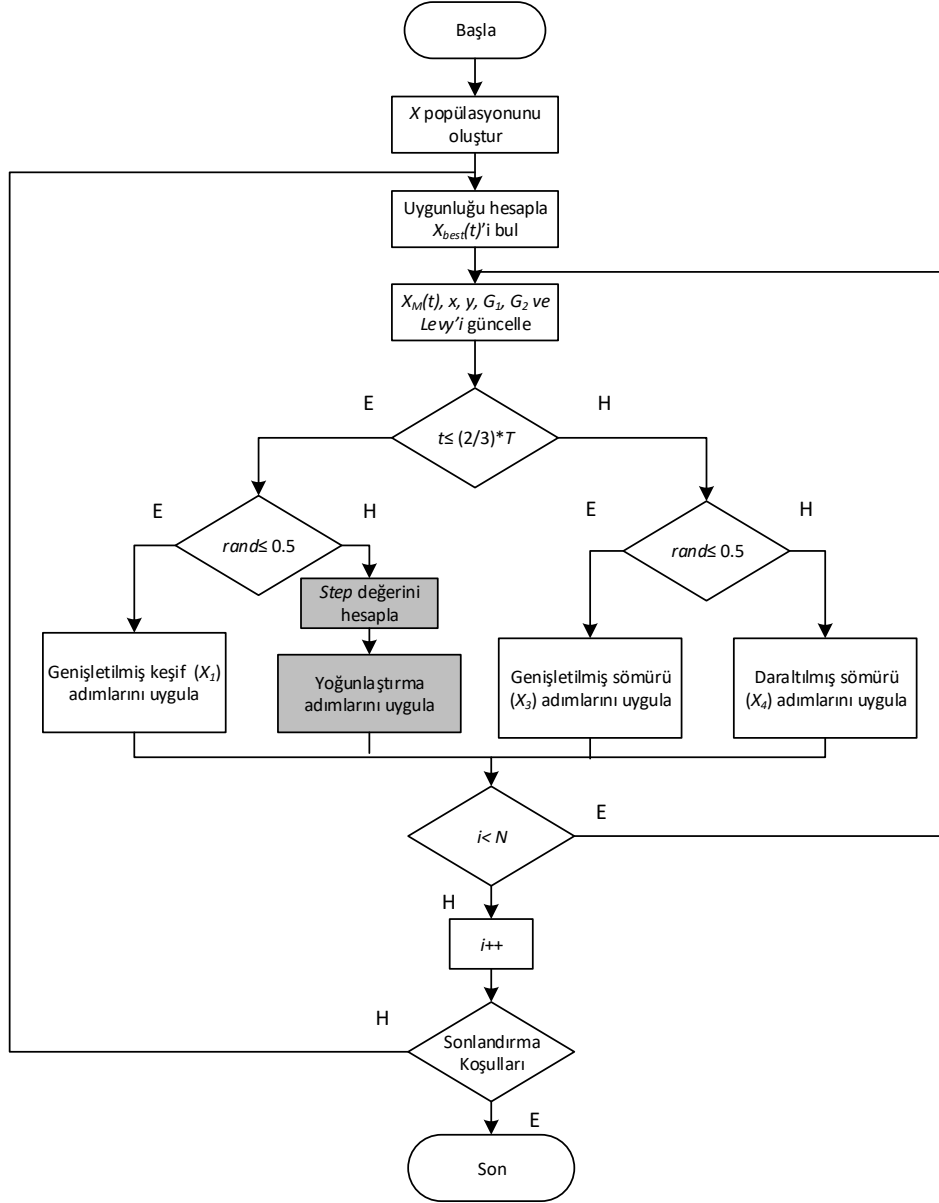 Başla
X popülasyonunu
oluştur
Uygunluğu hesapla
Xbest(t)'i bul
XM(t), x, y, G1, G2 ve
Levy'i güncelle
E
H
t≤ (2/3)*T
E
H
E
H
rand≤ 0.5
rand≤ 0.5
Step değerini
hesapla
Genişletilmiş keşif (X1)
adımlarını uygula
Yoğunlaştırma
adımlarını uygula
Genişletilmiş sömürü
(X3) adımlarını uygula
Daraltılmış sömürü
(X4) adımlarını uygula
E
i< N
H
i++
H
Sonlandırma
Koşulları
E
Son